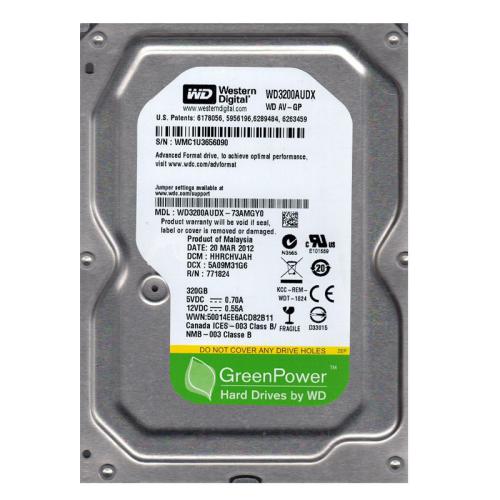 WD Western Digital®
www.westerndigital.com
WD3200AUDX
WD AV-GP
U.S. Patents: 6178056, 5956196,6289484, 6263459
S/N : WMC1U3656090
Advanced Format drive, to achieve optimal performance,
visit www.wdc.com/advformat
Jumper settings available at
www.wdc.com/support
MDL : WD3200AUDX-73AMGY0
Product warranty will be void if seal,
label or cover is removed or damaged.
Product of Malaysia
DATE: 20 MAR 2012
DCM : HHRCHVJAH
DCX : 5A09M31G6
R/N : 771824
N3565
c UL US
E101559
20
KCC-REM-
WDT-1824
320GB
5VDC ⎓ 0.70A
12VDC ⎓ 0.55A
WWN:50014EE6ACD82B11
Canada ICES-003 Class B/
NMB-003 Classe B
FRAGILE
D33015
DO NOT COVER ANY DRIVE HOLES
GreenPower™
Hard Drives by WD